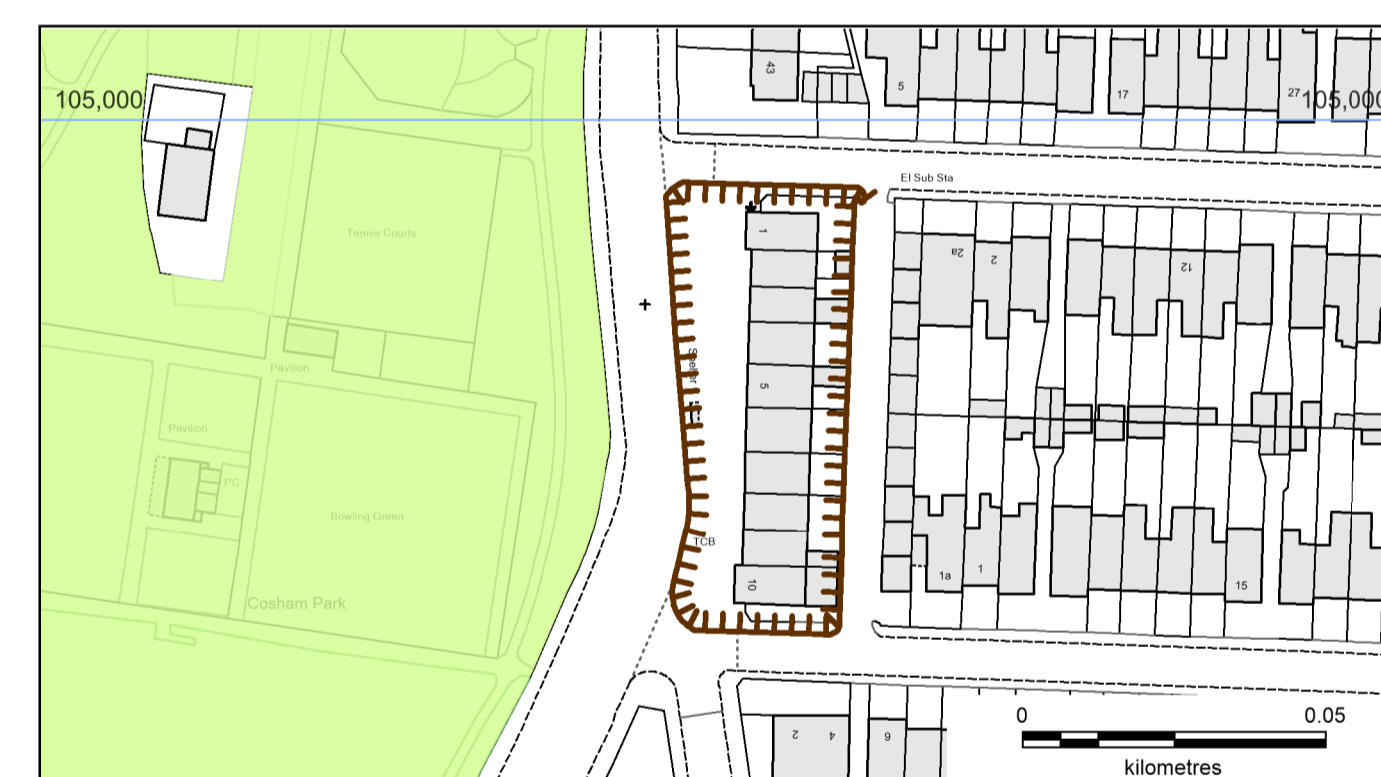 43
5
17
27
105,000
105,000
El Sub Sta
Tennis Courts
1
2a
2
12
Shelter
5
Pavilion
Pavilion
PC
Bowling Green
TCB
10
1a
1
15
Cosham Park
2
4
6
0
0.05
kilometres